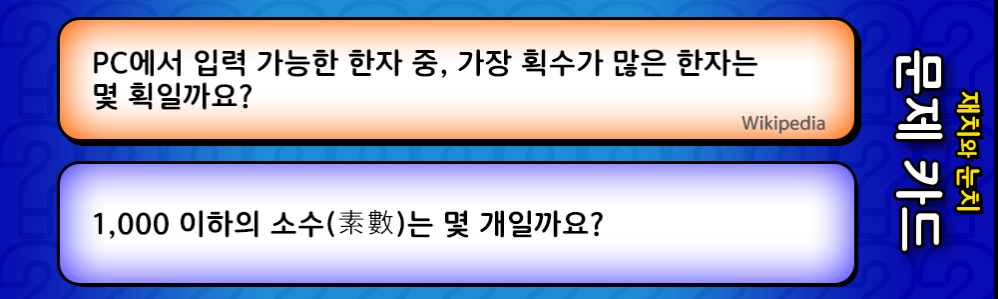 PC에서 입력 가능한 한자 중, 가장 획수가 많은 한자는
몇 획일까요?
Wikipedia
1,000 이하의 소수(素數)는 몇 개일까요?
재치와 눈치
문제 카드